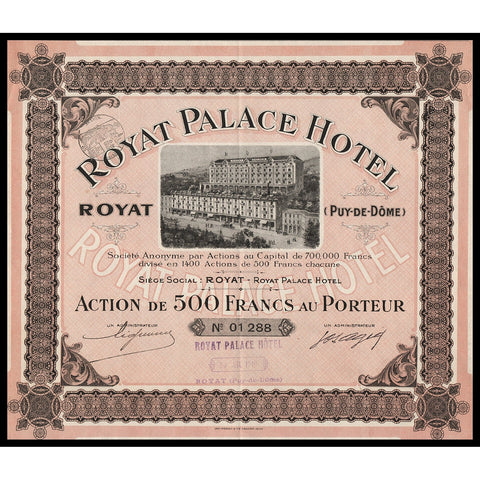 ROYAT PALACE HOTEL
ROYAT
(PUY-DE-DÔME)
Société Anonyme par Actions au Capital de 700,000 Francs
divisé en 1400 Actions de 500 Francs chacune
SIÈGE SOCIAL: ROYAT - ROYAT PALACE HOTEL
ROYAT PALACE HOTEL
ACTION DE 500 FRANCS AU PORTEUR
UN ADMINISTRATEUR
UN ADMINISTRATEUR
Nº 01288
ROYAT PALACE HOTEL
ROYAT (Puy-de-Dôme)